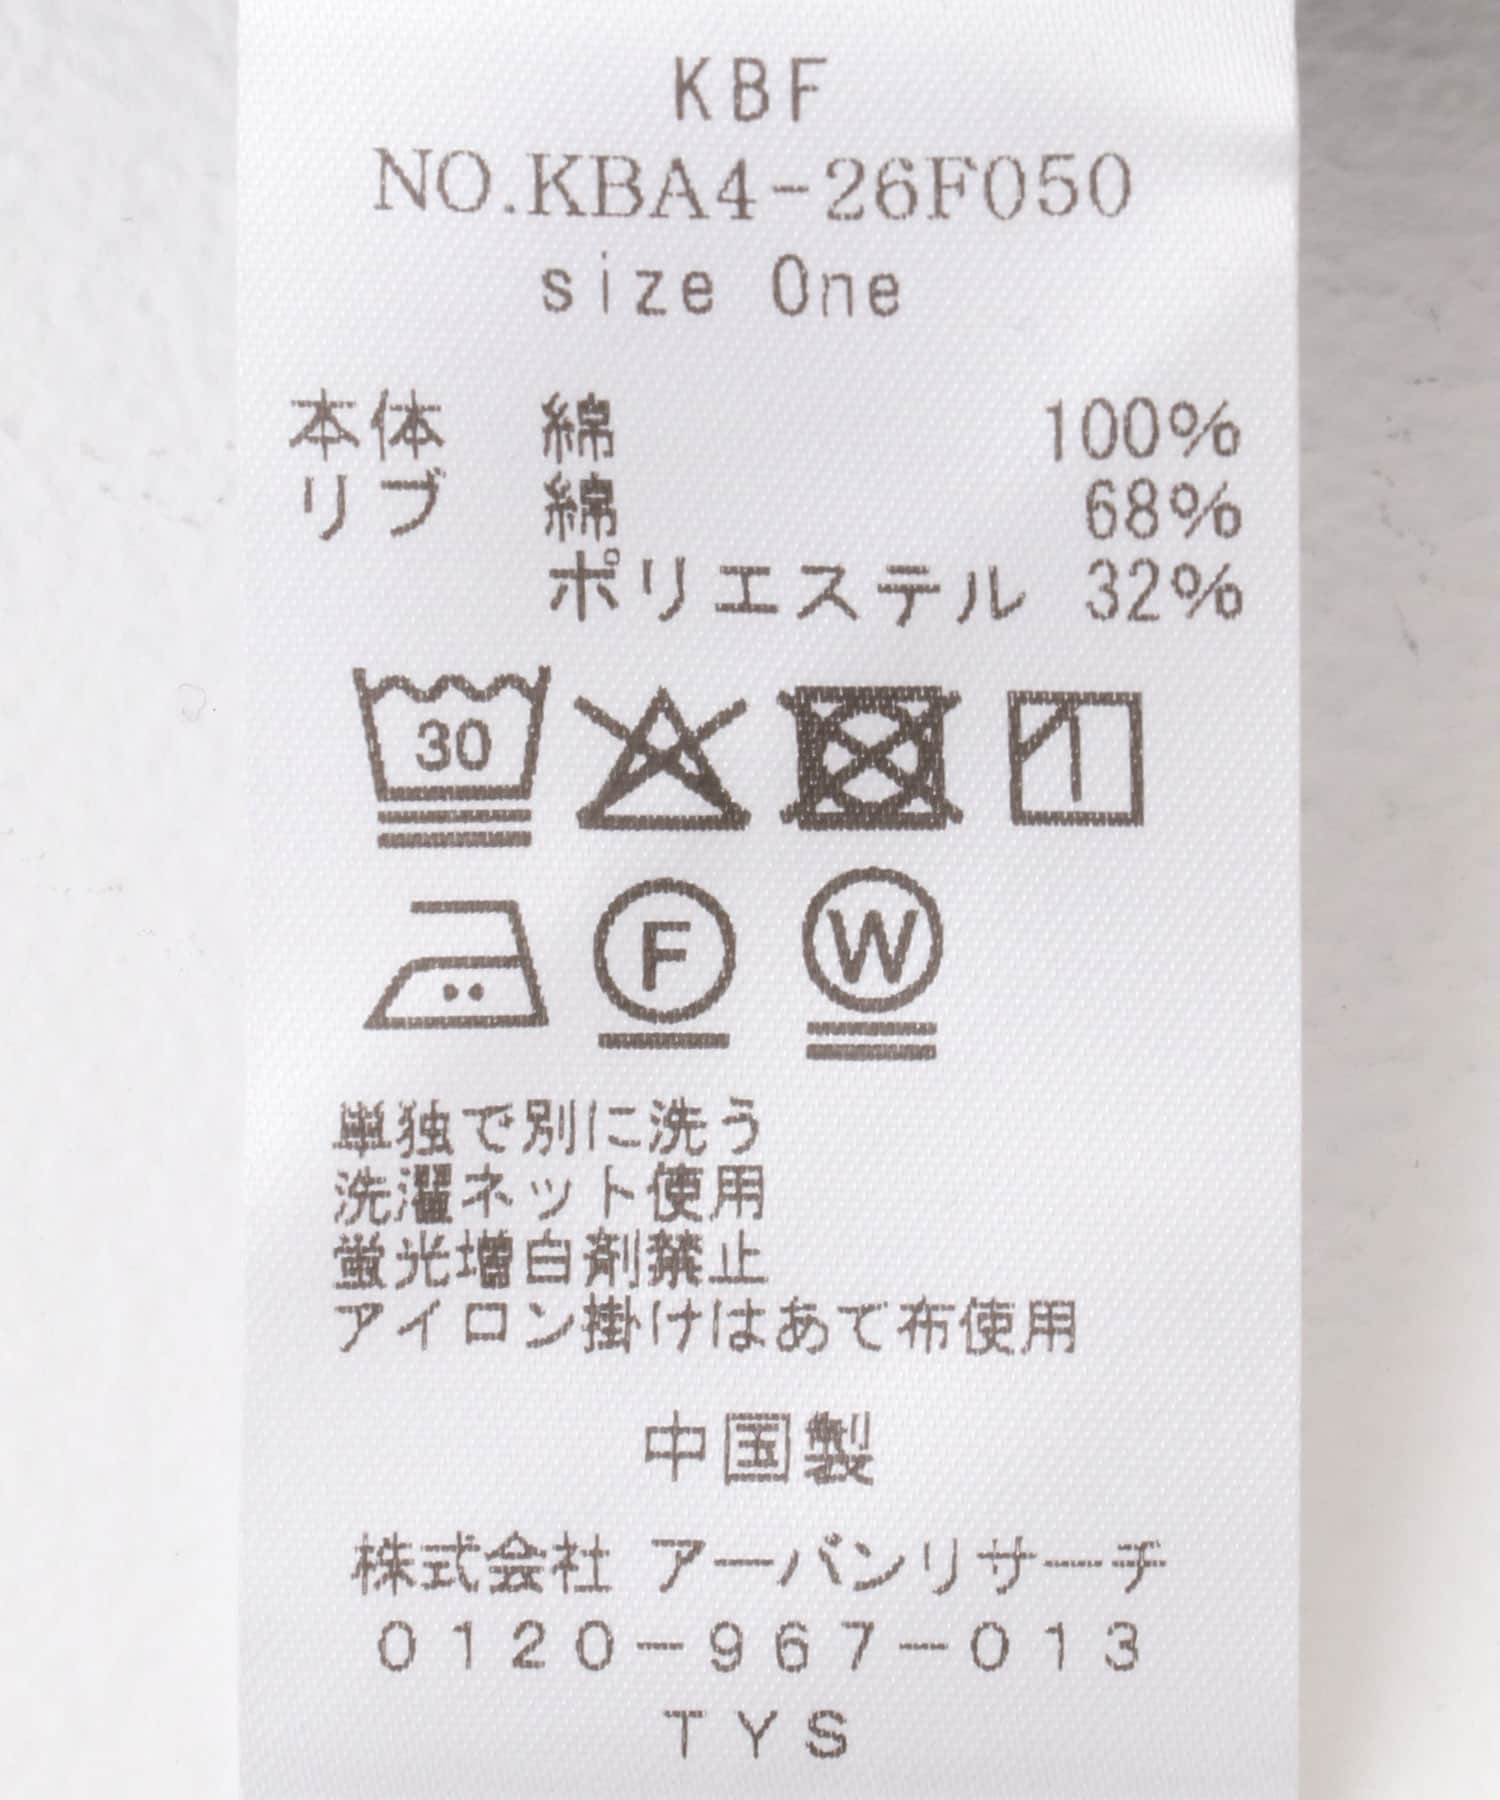 KBF
NO.KBA4-26F050
size One
本体 綿 100%
リブ 綿 68%
ポリエステル 32%
30
F
W
単独で別に洗う
洗濯ネット使用
蛍光増白剤禁止
アイロン掛けはあて布使用
中国製
株式会社 アーバンリサーチ
0120-967-013
TYS